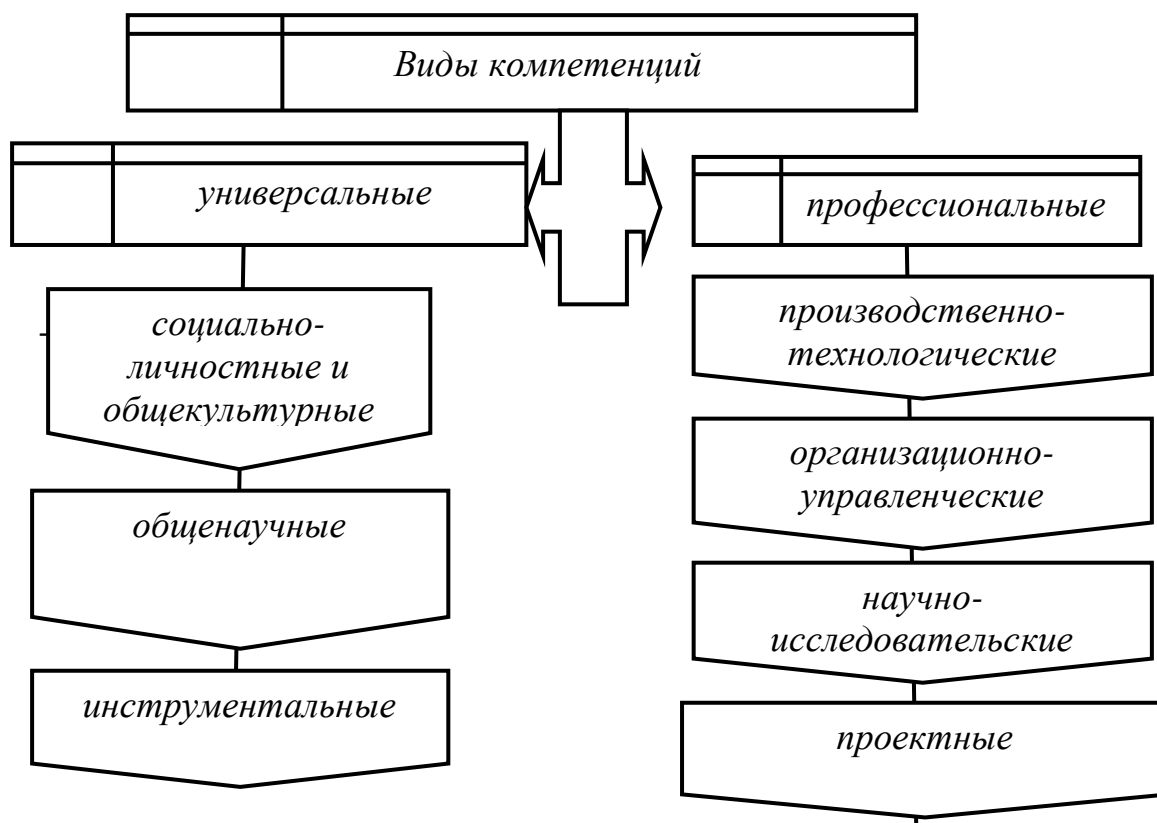 Виды компетенций
универсальные
социально-
личностные и
общекультурные
общенаучные
инструментальные
профессиональные
производственно-
технологические
организационно-
управленческие
научно-
исследовательские
проектные